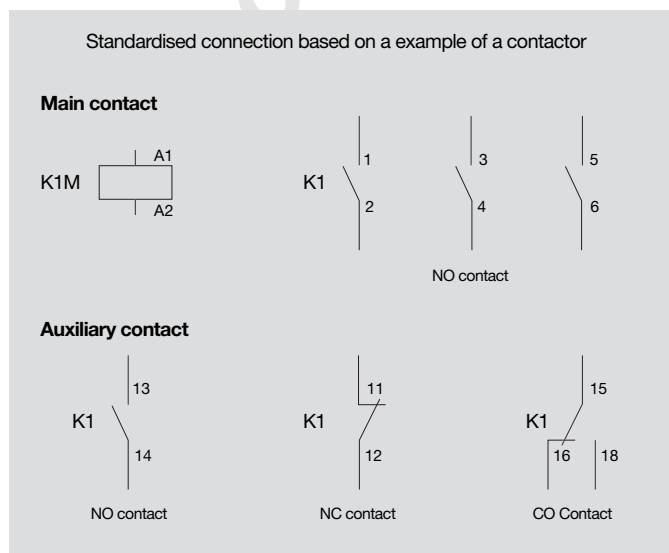 Standardised connection based on a example of a contactor
Main contact
K1M
A1
A2
K1
1
2
3
4
5
6
NO contact
Auxiliary contact
K1
13
14
NO contact
K1
11
12
NC contact
K1
15
16
18
CO Contact